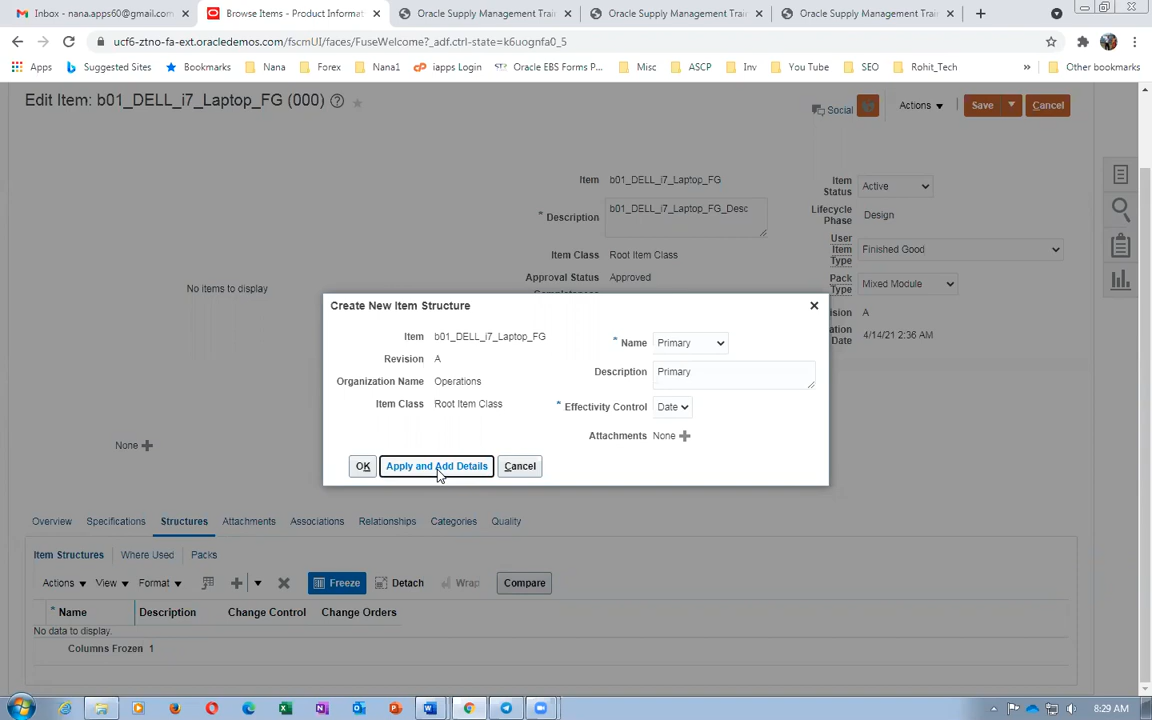 Inbox - nana.apps60@gmail.com
Browse Items - Product Informat
Oracle Supply Management Trai
Oracle Supply Management Trai
Oracle Supply Management Trai
ucf6-ztno-fa-ext.oracledemos.com/fscmUI/faces/FuseWelcome?_adf.ctrl-state=k6uognfa0_5
Apps Suggested Sites Bookmarks Nana Forex Nana1 iapps Login Oracle EBS Forms P... Misc ASCP Inv You Tube SEO Rohit_Tech » Other bookmarks
Edit Item: b01_DELL_i7_Laptop_FG (000)
Social Actions Save Cancel
Item b01_DELL_i7_Laptop_FG
* Description b01_DELL_i7_Laptop_FG_Desc
Item Class Root Item Class
Approval Status Approved
Item Status Active
Lifecycle Phase Design
User Item Type Finished Good
Pack Type Mixed Module
A
4/14/21 2:36 AM
No items to display
None
Create New Item Structure
Item b01_DELL_i7_Laptop_FG
Revision A
Organization Name Operations
Item Class Root Item Class
* Name Primary
Description Primary
* Effectivity Control Date
Attachments None
OK Apply and Add Details Cancel
Overview Specifications Structures Attachments Associations Relationships Categories Quality
Item Structures Where Used Packs
Actions View Format Freeze Detach Wrap Compare
* Name Description Change Control Change Orders
No data to display.
Columns Frozen 1
8:29 AM